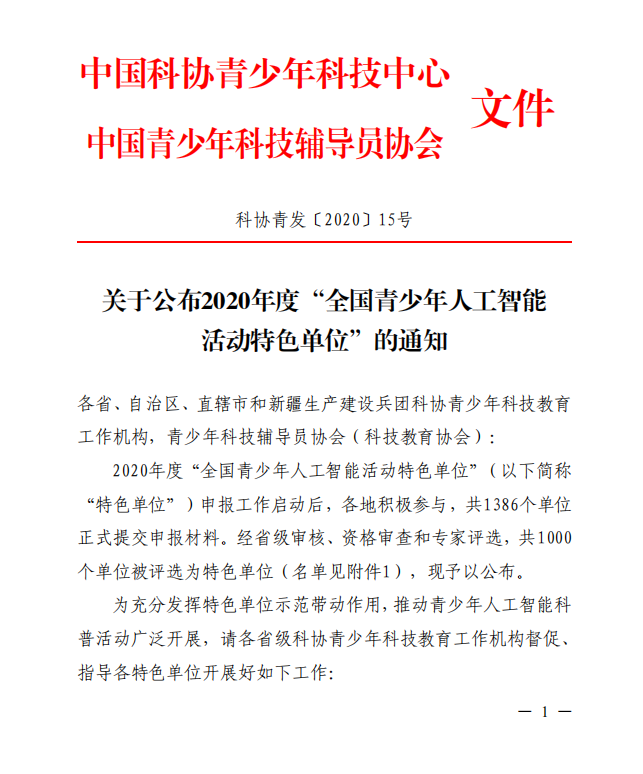 中国科协青少年科技中心
中国青少年科技辅导员协会
文件
科协青发〔2020〕15号
关于公布2020年度“全国青少年人工智能
活动特色单位”的通知
各省、自治区、直辖市和新疆生产建设兵团科协青少年科技教育
工作机构，青少年科技辅导员协会（科技教育协会）：
2020年度“全国青少年人工智能活动特色单位”（以下简称
“特色单位”）申报工作启动后，各地积极参与，共1386个单位
正式提交申报材料。经省级审核、资格审查和专家评选，共1000
个单位被评选为特色单位（名单见附件1），现予以公布。
为充分发挥特色单位示范带动作用，推动青少年人工智能科
普活动广泛开展，请各省级科协青少年科技教育工作机构督促、
指导各特色单位开展好如下工作：
— 1 —